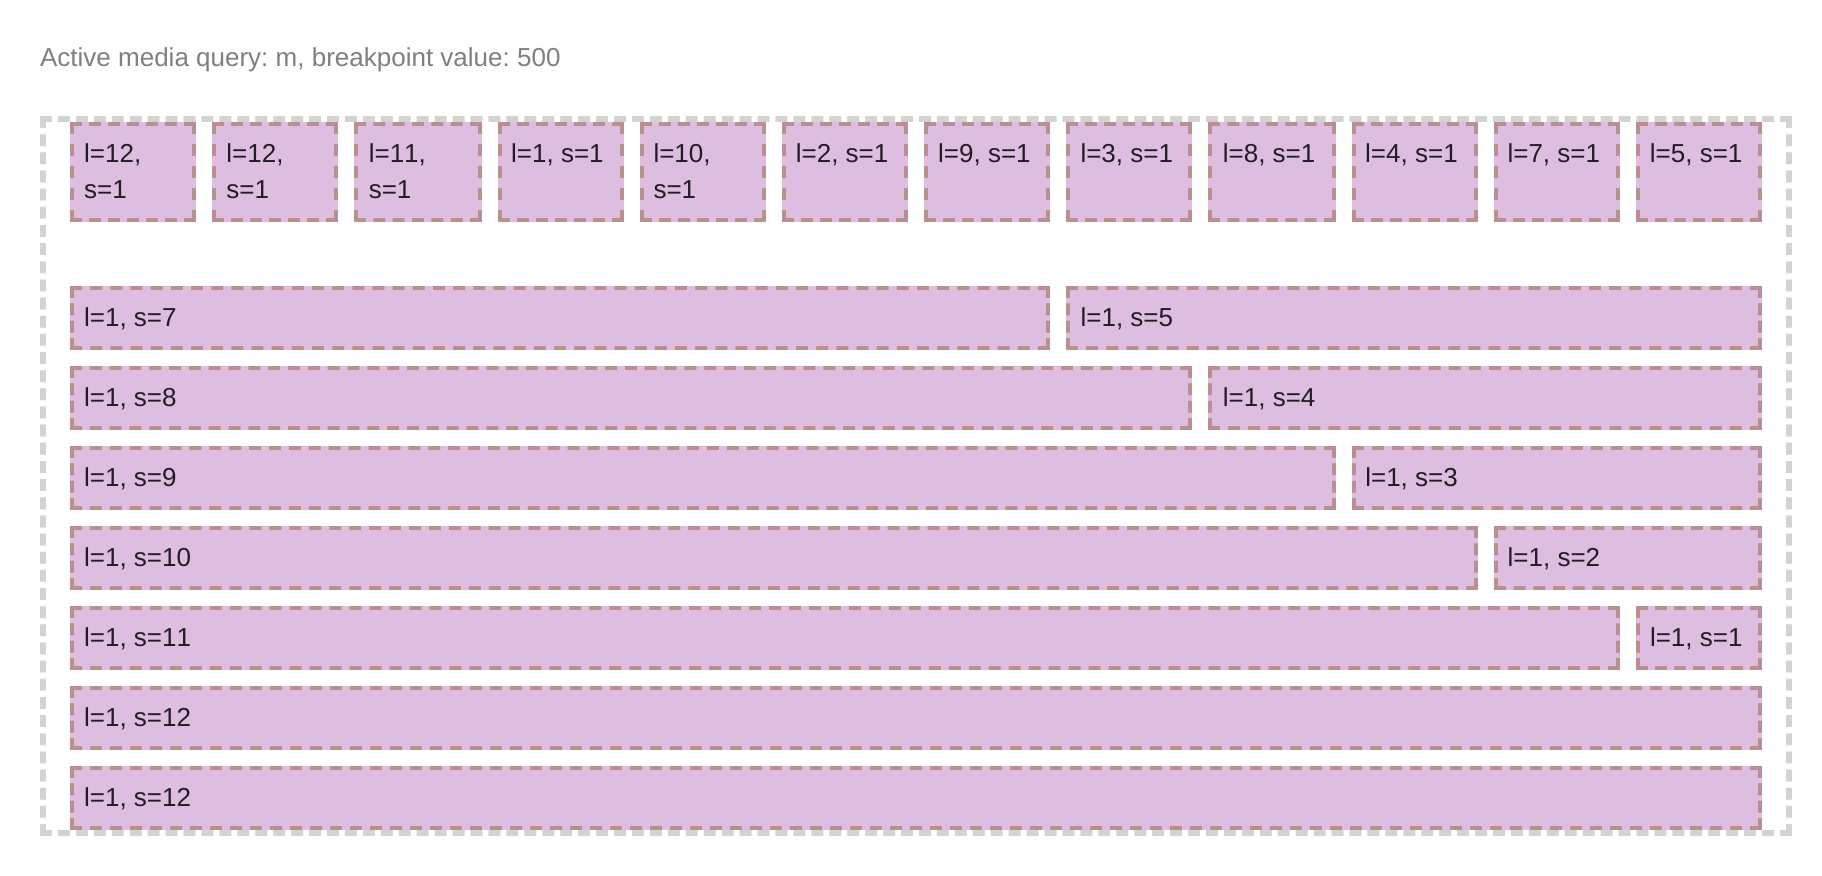 Active media query: m, breakpoint value: 500
l=12,
s=1
l=12,
s=1
l=11,
s=1
l=1, s=1
l=10,
s=1
l=2, s=1
l=9, s=1
l=3, s=1
l=8, s=1
l=4, s=1
l=7, s=1
l=5, s=1
l=1, s=7
l=1, s=5
l=1, s=8
l=1, s=4
l=1, s=9
l=1, s=3
l=1, s=10
l=1, s=2
l=1, s=11
l=1, s=1
l=1, s=12
l=1, s=12